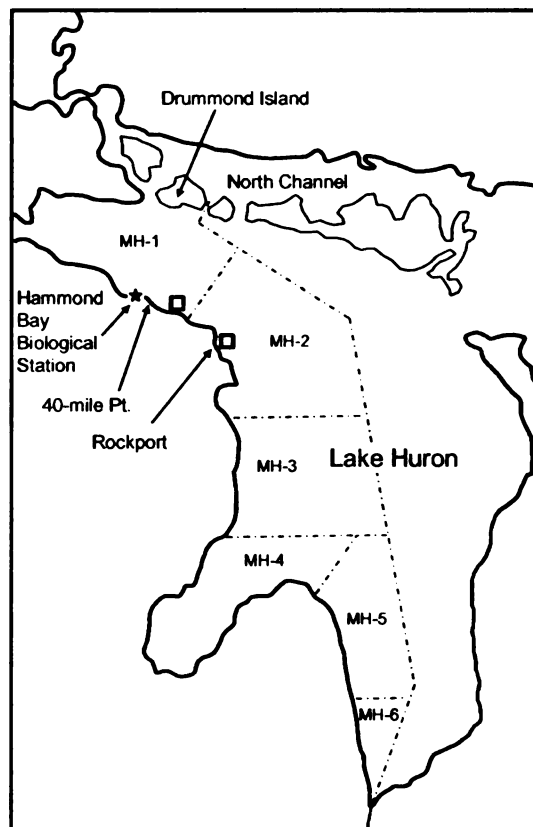 Drummond Island
North Channel
MH-1
Hammond
Bay
Biological
Station
MH-2
40-mile Pt.
Rockport
MH-3
Lake Huron
MH-4
MH-5
MH-6